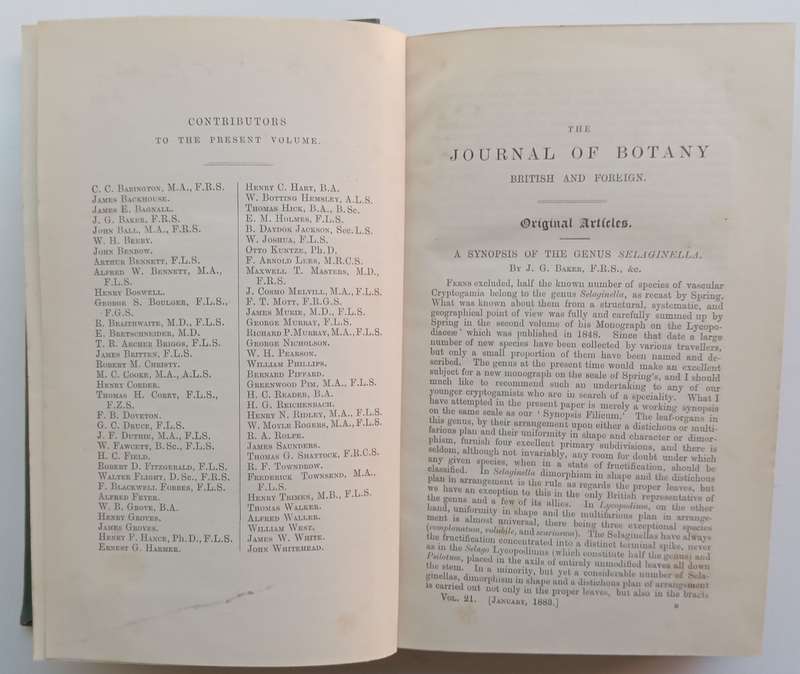 CONTRIBUTORS
TO THE PRESENT VOLUME.
C. C. Babington, M.A., F.R.S.
James Backhouse.
James E. Bagnall.
J. G. Baker, F.R.S.
John Ball, M.A., F.R.S.
W. H. Beeby.
John Benbow.
Arthur Bennett, F.L.S.
Alfred W. Bennett, M.A.,
F.L.S.
Henry Boswell.
George S. Boulger, F.L.S.,
F.G.S.
R. Braithwaite, M.D., F.L.S.
E. Bretschneider, M.D.
T. R. Archer Briggs, F.L.S.
James Britten, F.L.S.
Robert M. Christy.
M. C. Cooke, M.A., A.L.S.
Henry Corder.
Thomas H. Corry, F.L.S.,
F.Z.S.
F. B. Doveton.
G. C. Druce, F.L.S.
J. F. Duthie, M.A., F.L.S.
W. Fawcett, B.Sc., F.L.S.
H. C. Field.
Robert D. Fitzgerald, F.L.S.
Walter Flight, D.Sc., F.R.S.
F. Blackwell Forbes, F.L.S.
Alfred Fryer.
W. B. Grove, B.A.
Henry Groves.
James Groves.
Henry F. Hance, Ph.D., F.L.S.
Ernest G. Harmer.
Henry C. Hart, B.A.
W. Botting Hemsley, A.L.S.
Thomas Hick, B.A., B.Sc.
E. M. Holmes, F.L.S.
B. Daydon Jackson, Sec.L.S.
W. Joshua, F.L.S.
Otto Kuntze, Ph.D.
F. Arnold Lees, M.R.C.S.
Maxwell T. Masters, M.D.,
F.R.S.
J. Cosmo Melvill, M.A., F.L.S.
F. T. Mott, F.R.G.S.
James Murie, M.D., F.L.S.
George Murray, F.L.S.
Richard P. Murray, M.A., F.L.S.
George Nicholson.
W. H. Pearson.
William Phillips.
Bernard Piffard.
Greenwood Pim, M.A., F.L.S.
H. C. Reader, B.A.
H. G. Reichenbach.
Henry N. Ridley, M.A., F.L.S.
W. Moyle Rogers, M.A., F.L.S.
R. A. Rolfe.
James Saunders.
Thomas G. Shattock, F.R.C.S.
R. F. Towndrow.
Frederick Townsend, M.A.,
F.L.S.
Henry Trimen, M.B., F.L.S.
Thomas Walker.
Alfred Waller.
William West.
James W. White.
John Whitehead.
THE
JOURNAL OF BOTANY
BRITISH AND FOREIGN.
Original Articles.
A SYNOPSIS OF THE GENUS SELAGINELLA.
By J. G. Baker, F.R.S., &c.
Ferns excluded, half the known number of species of vascular
Cryptogamia belong to the genus Selaginella, as recast by Spring.
What was known about them from a structural, systematic, and
geographical point of view was fully and carefully summed up by
Spring in the second volume of his Monograph on the Lycopo-
diaceæ which was published in 1848. Since that date a large
number of new species have been collected by various travellers,
but only a small proportion of them have been named and de-
scribed. The genus at the present time would make an excellent
subject for a new monograph on the scale of Spring's, and I should
much like to recommend such an undertaking to any of our
younger cryptogamists who are in search of a speciality. What I
have attempted in the present paper is merely a working synopsis
on the same scale as our ' Synopsis Filicum.' The leaf-organs in
this genus, by their arrangement upon either a distichous or multi-
farious plan and their uniformity in shape and character or dimor-
phism, furnish four excellent primary subdivisions, and there is
seldom, although not invariably, any room for doubt under which
any given species, when in a state of fructification, should be
classified. In Selaginella dimorphism in shape and the distichous
plan in arrangement is the rule as regards the proper leaves, but
we have an exception to this in the only British representative of
the genus and a few of its allies. In Lycopodium, on the other
hand, uniformity in shape and the multifarious plan in arrange-
ment is almost universal, there being three exceptional species
(complanatum, volubile, and scariosum). The Selaginellas have always
the fructification concentrated into a distinct terminal spike, never
as in the Selago Lycopodiums (which constitute half the genus) and
Psilotum, placed in the axils of entirely unmodified leaves all down
the stem. In a minority, but yet a considerable number of Sela-
ginellas, dimorphism in shape and a distichous plan of arrangement
is carried out not only in the proper leaves, but also in the bracts
Vol. 21. [January, 1883.]
B